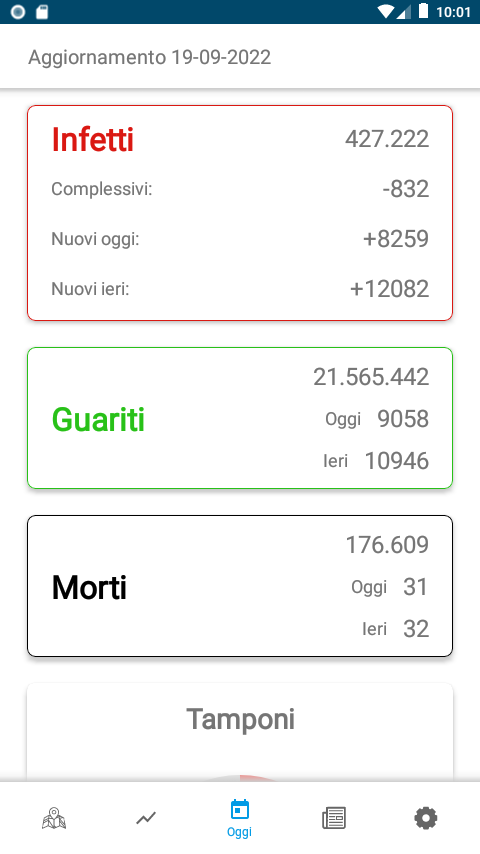 10:01
Aggiornamento 19-09-2022
Infetti 427.222
Complessivi: -832
Nuovi oggi: +8259
Nuovi ieri: +12082
21.565.442
Guariti Oggi 9058
Ieri 10946
176.609
Morti Oggi 31
Ieri 32
Tamponi
Oggi